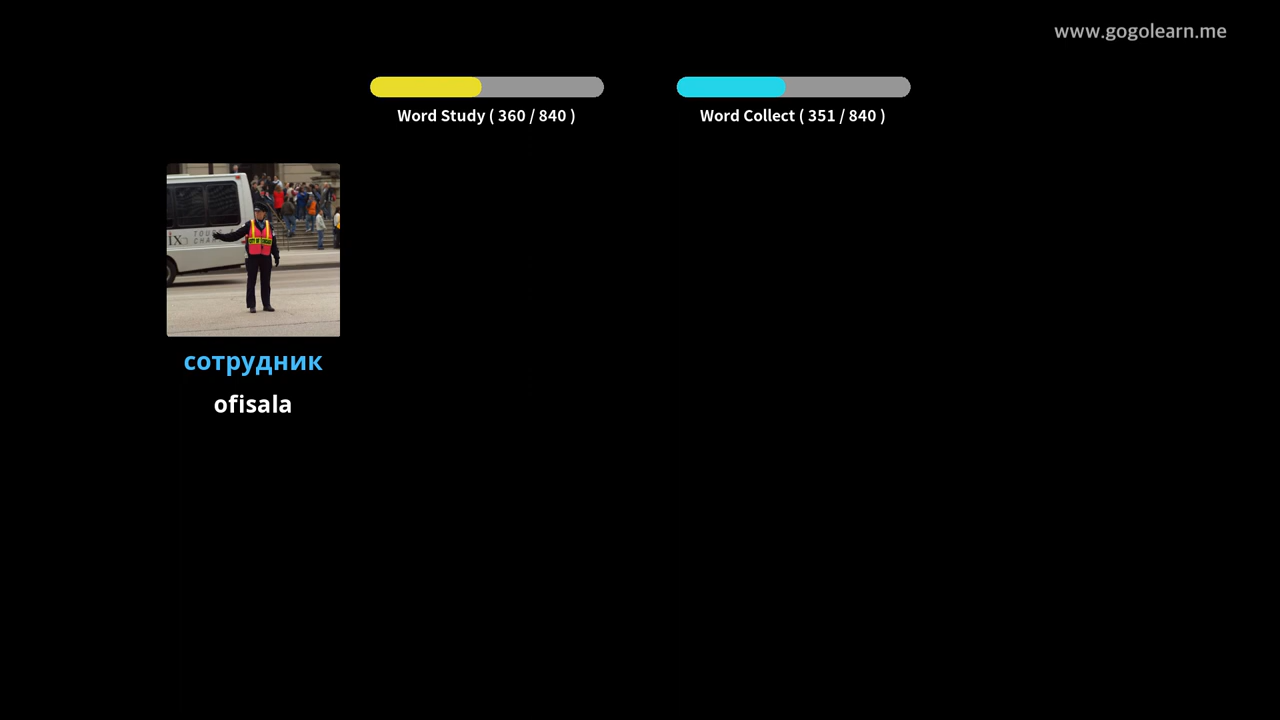 www.gogolearn.me
Word Study ( 360 / 840 )
Word Collect ( 351 / 840 )
сотрудник
ofisala